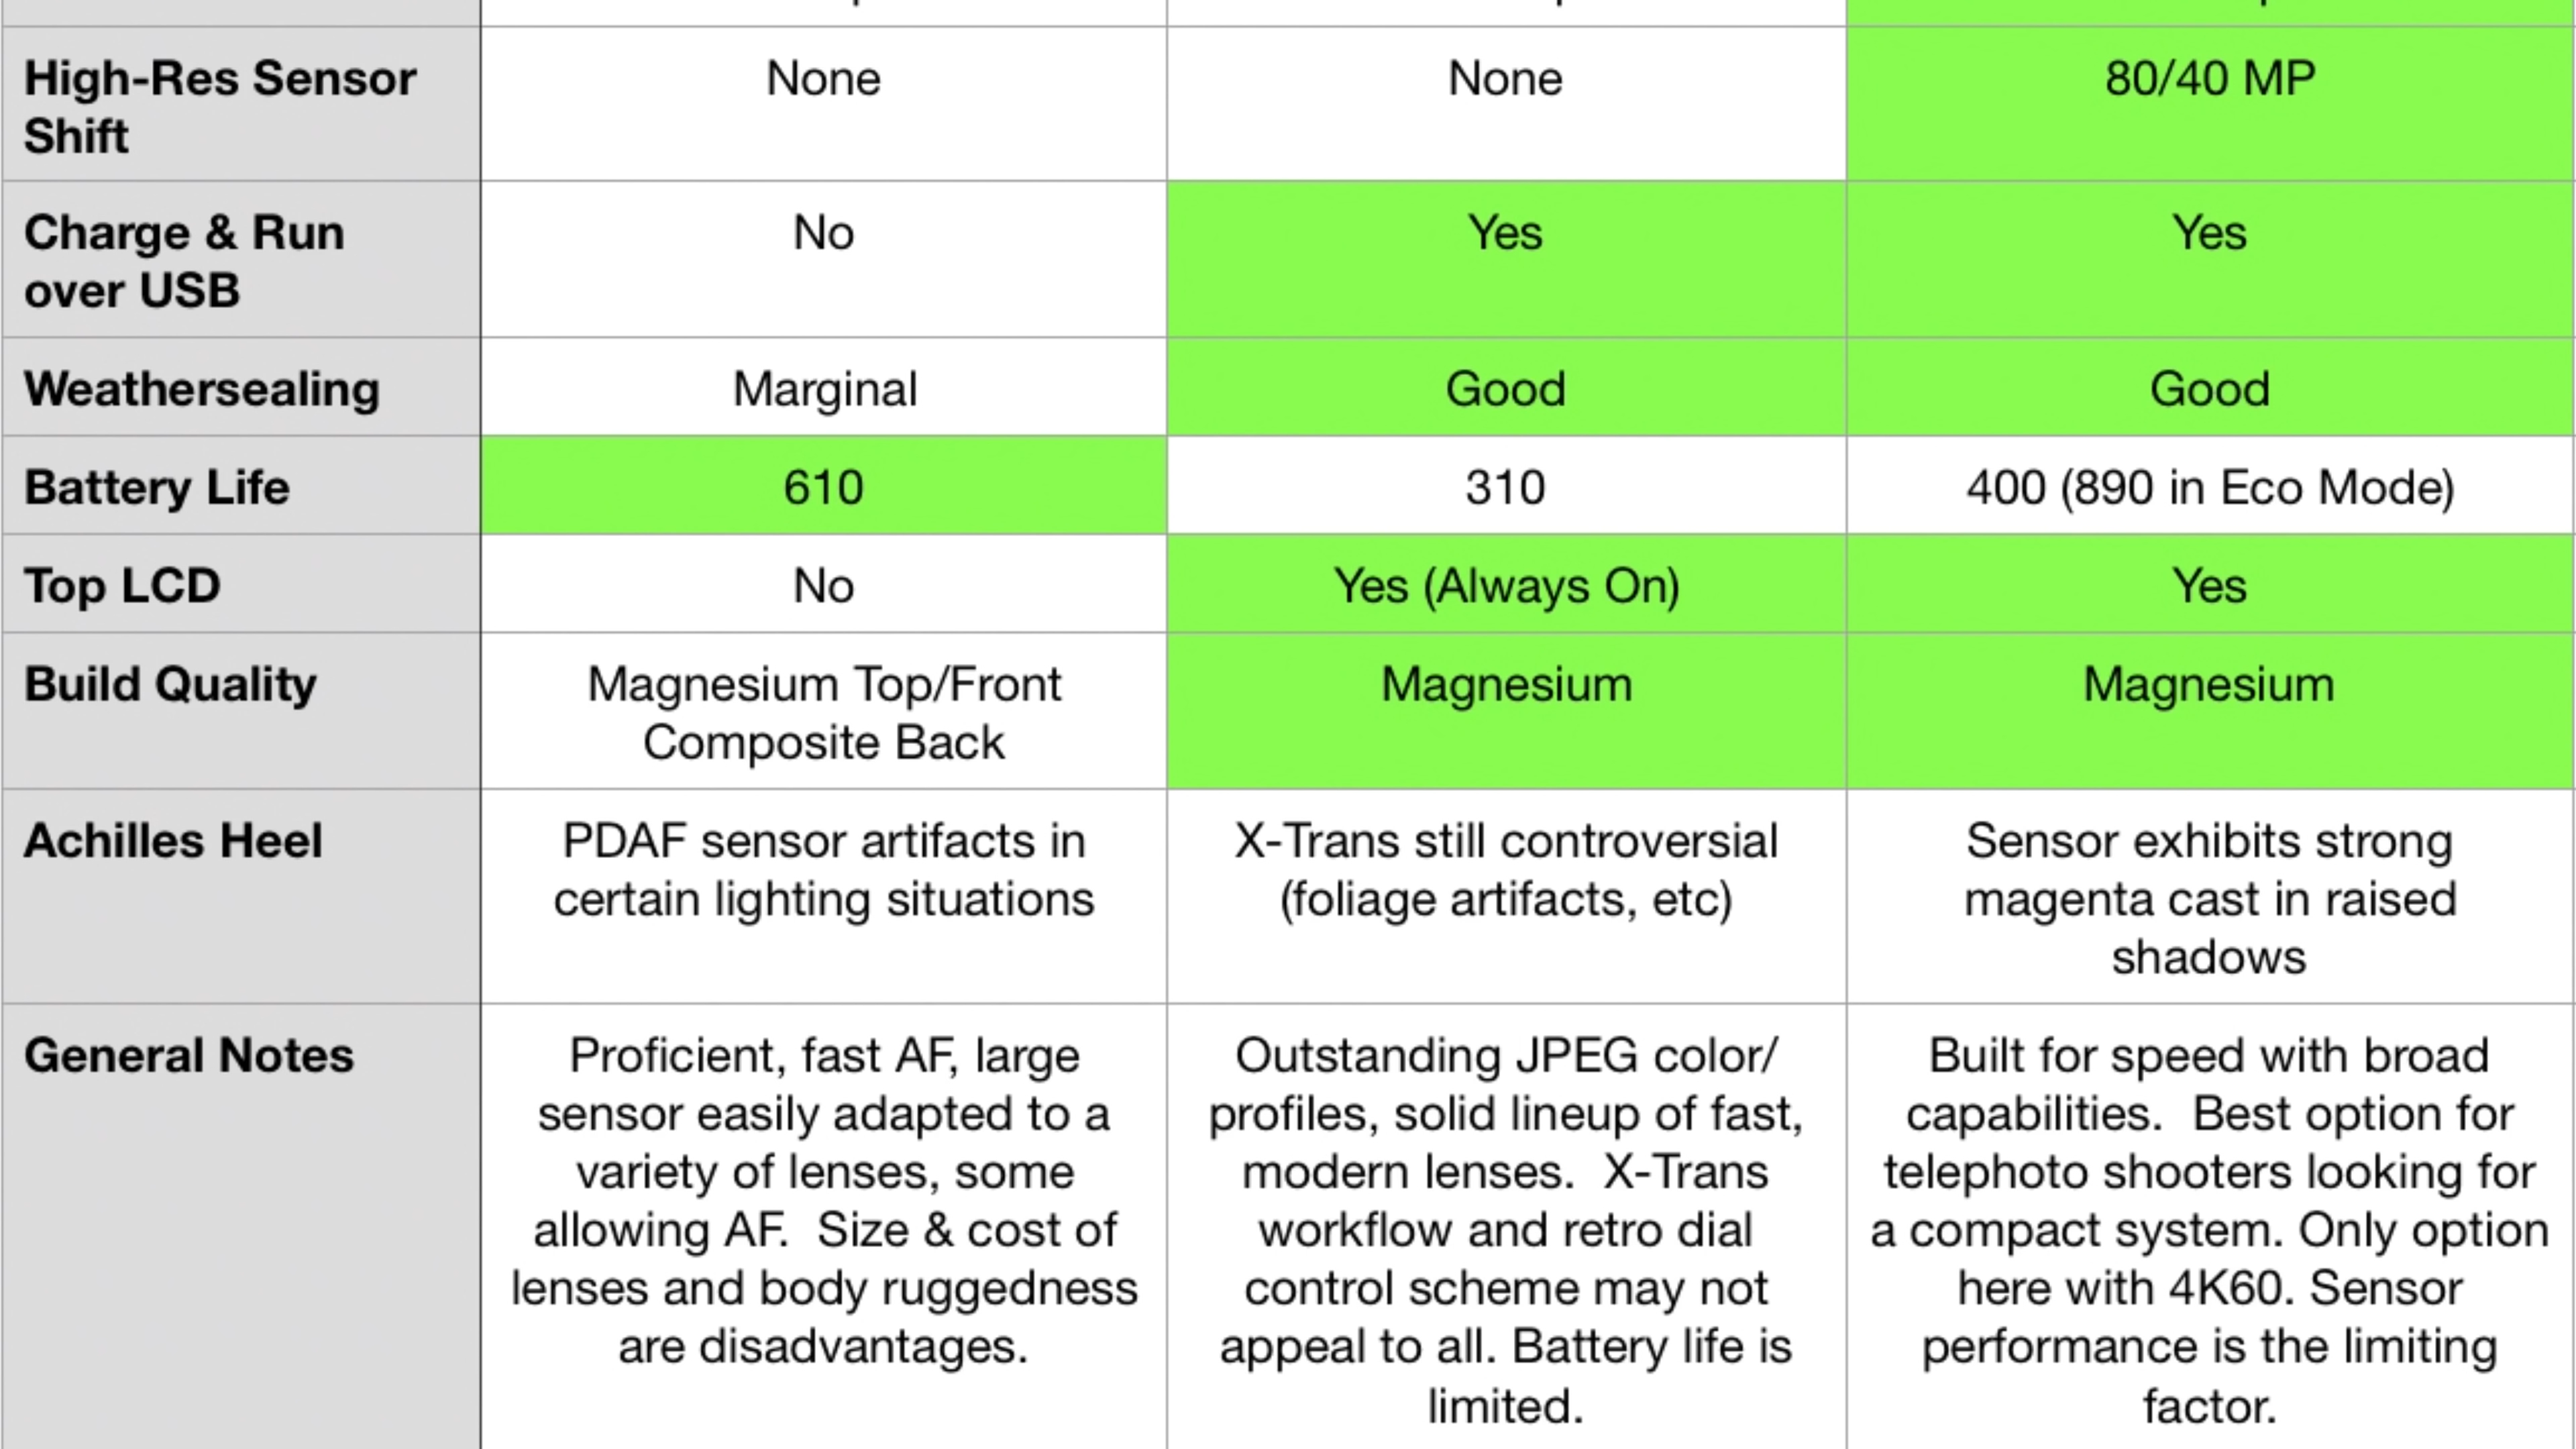 High-Res Sensor
Shift
None
None
80/40 MP
Charge & Run
over USB
No
Yes
Yes
Weathersealing
Marginal
Good
Good
Battery Life
610
310
400 (890 in Eco Mode)
Top LCD
No
Yes (Always On)
Yes
Build Quality
Magnesium Top/Front
Composite Back
Magnesium
Magnesium
Achilles Heel
PDAF sensor artifacts in
certain lighting situations
X-Trans still controversial
(foliage artifacts, etc)
Sensor exhibits strong
magenta cast in raised
shadows
General Notes
Proficient, fast AF, large
sensor easily adapted to a
variety of lenses, some
allowing AF.  Size & cost of
lenses and body ruggedness
are disadvantages.
Outstanding JPEG color/
profiles, solid lineup of fast,
modern lenses.  X-Trans
workflow and retro dial
control scheme may not
appeal to all. Battery life is
limited.
Built for speed with broad
capabilities.  Best option for
telephoto shooters looking for
a compact system. Only option
here with 4K60. Sensor
performance is the limiting
factor.